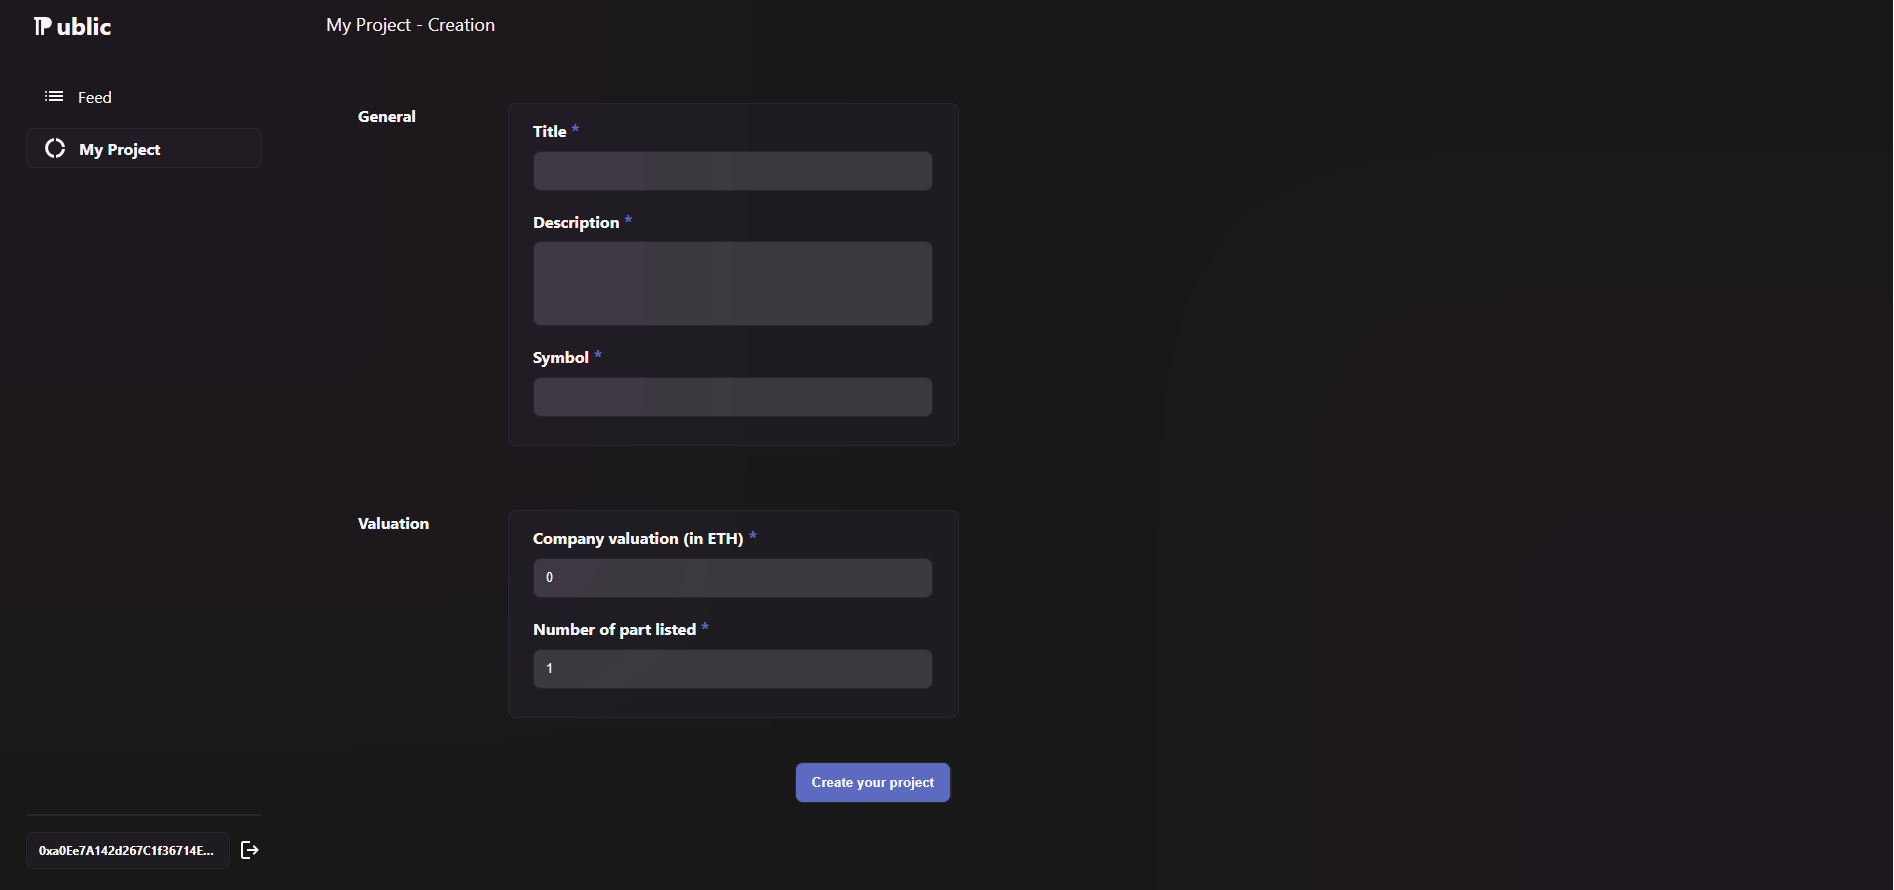 Public
My Project - Creation
Feed
My Project
General
Title *
Description *
Symbol *
Valuation
Company valuation (in ETH) *
0
Number of part listed *
1
Create your project
0xa0Ee7A142d267C1f36714E...